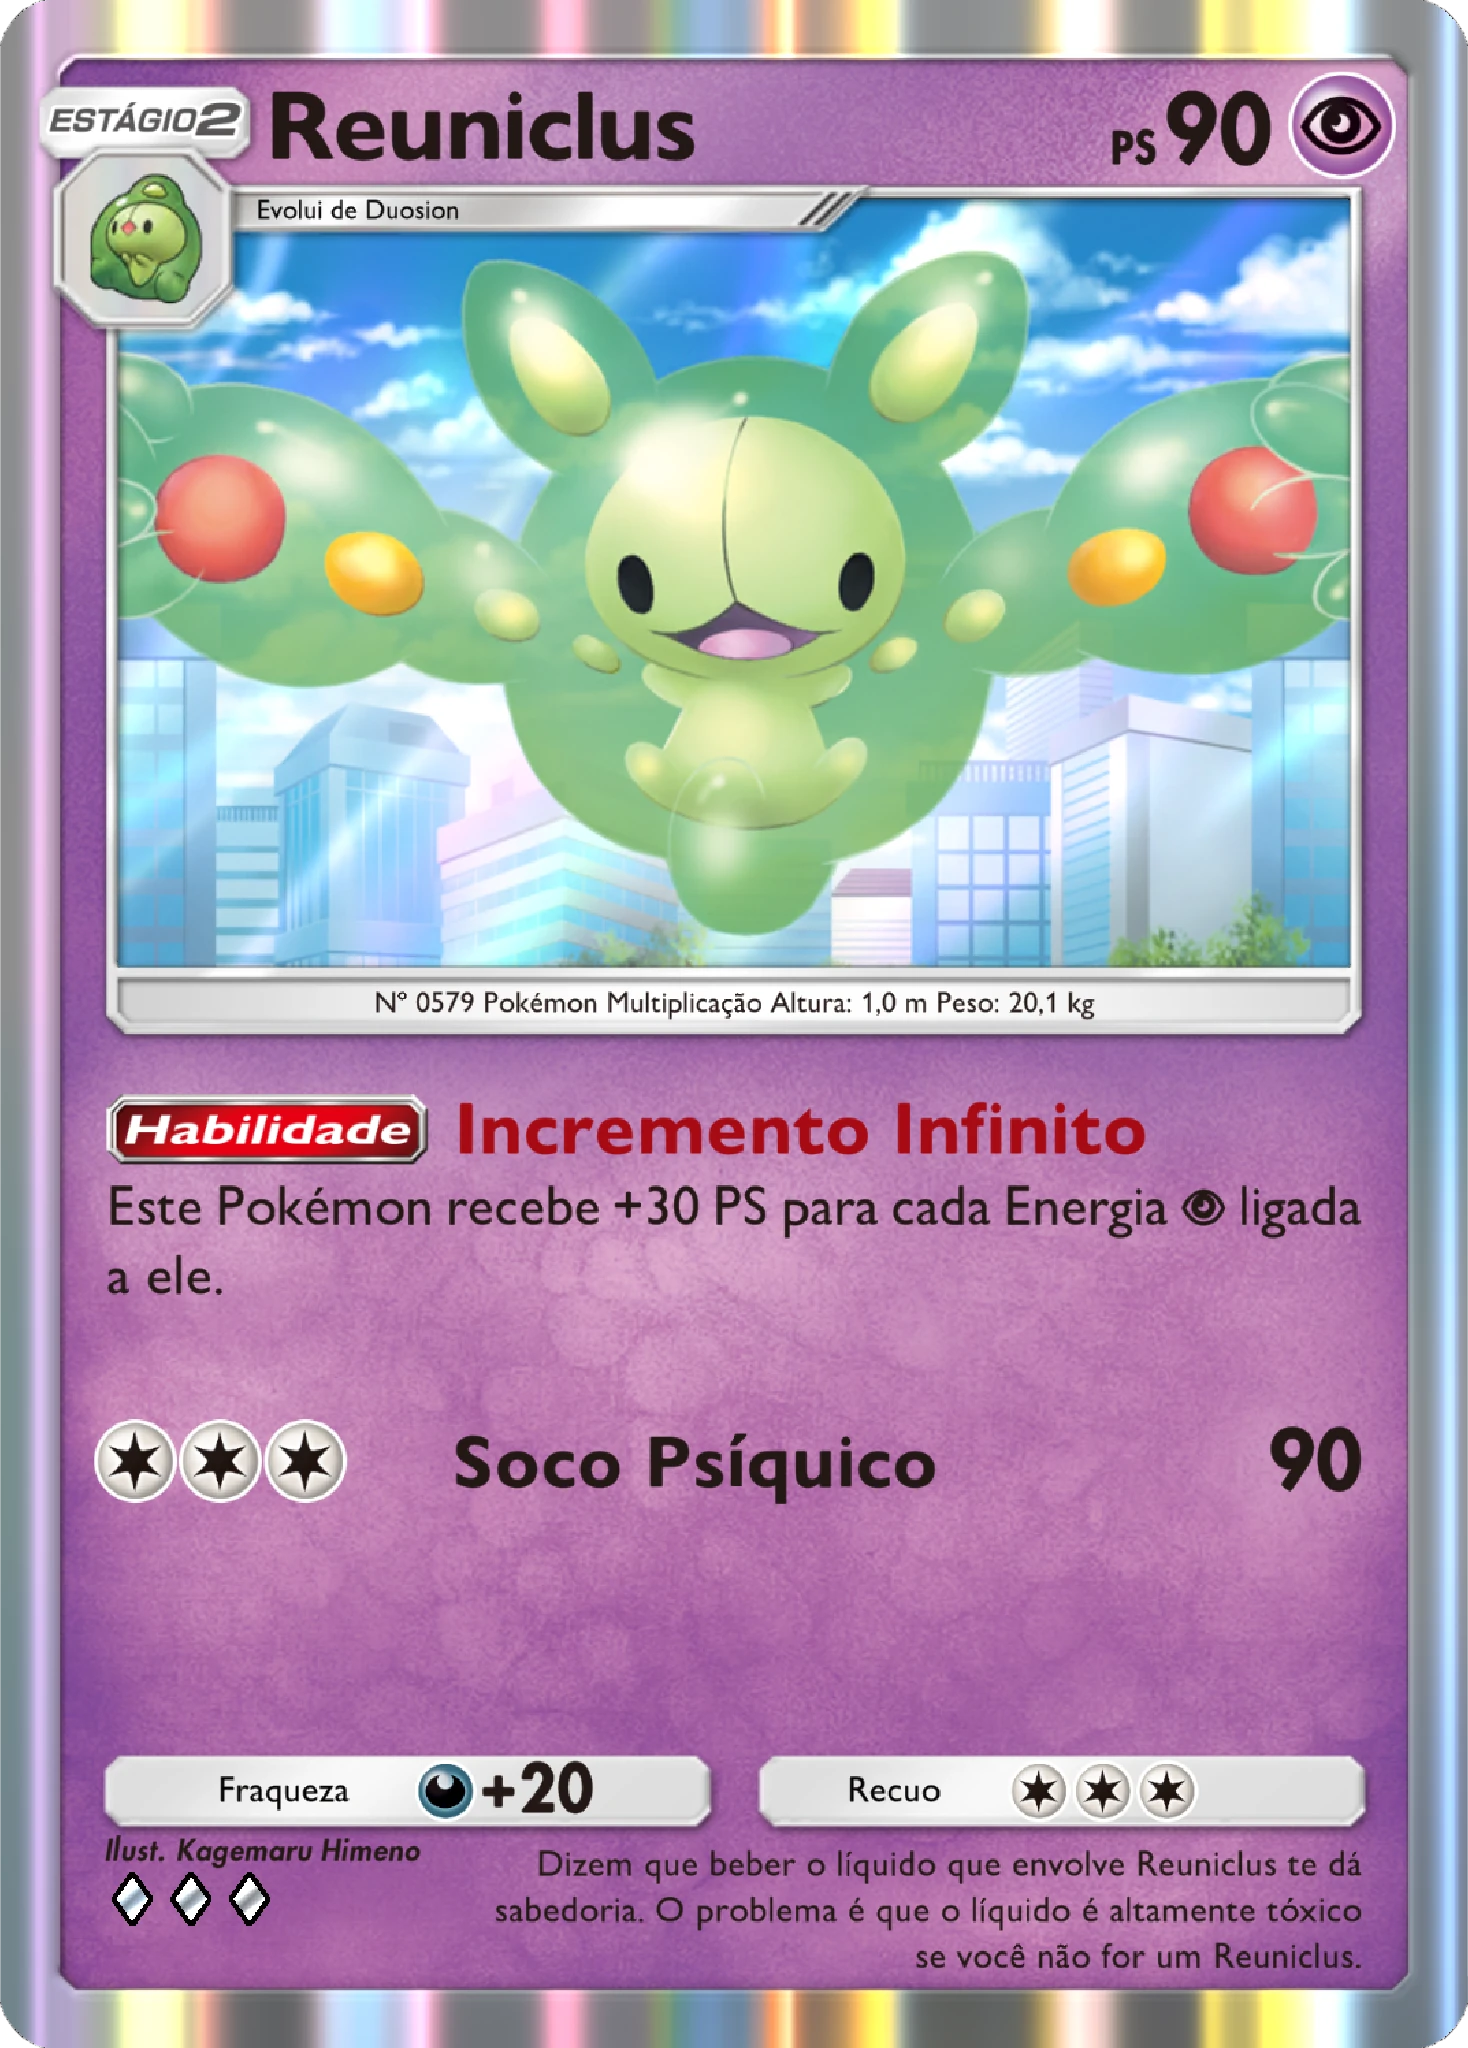 ESTÁGIO2
Reuniclus
PS 90
Evolui de Duosion
Nº 0579 Pokémon Multiplicação Altura: 1,0 m Peso: 20,1 kg
Habilidade Incremento Infinito
Este Pokémon recebe +30 PS para cada Energia ligada
a ele.
Soco Psíquico 90
Fraqueza +20
Recuo
Ilust. Kagemaru Himeno
Dizem que beber o líquido que envolve Reuniclus te dá
sabedoria. O problema é que o líquido é altamente tóxico
se você não for um Reuniclus.